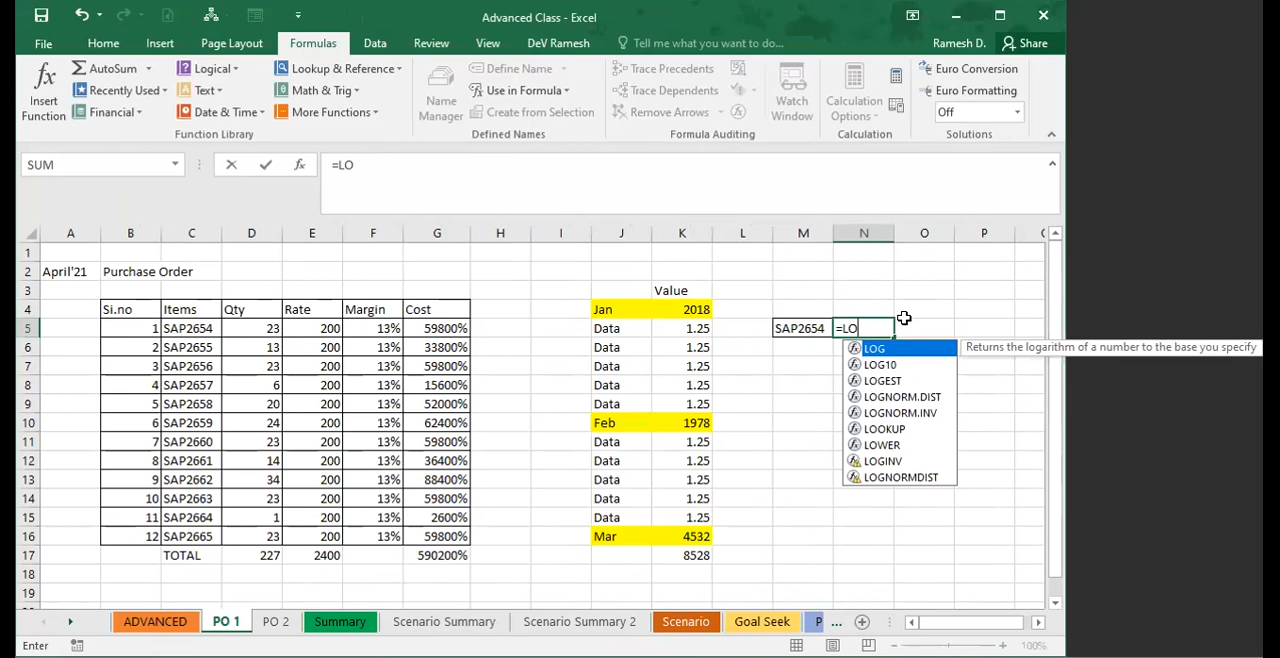 Advanced Class - Excel
File Home Insert Page Layout Formulas Data Review View DeV Ramesh Tell me what you want to do... Ramesh D. Share
fx Insert Function
AutoSum
Recently Used
Financial
Logical
Text
Date & Time
Lookup & Reference
Math & Trig
More Functions
Function Library
Name Manager
Define Name
Use in Formula
Create from Selection
Defined Names
Trace Precedents
Trace Dependents
Remove Arrows
Formula Auditing
Watch Window
Calculation Options
Calculation
Euro Conversion
Euro Formatting
Off
Solutions
SUM fx =LO
A B C D E F G H I J K L M N O P
1
2 April'21 Purchase Order
3 Value
4 Si.no Items Qty Rate Margin Cost Jan 2018
5 1 SAP2654 23 200 13% 59800% Data 1.25 SAP2654 =LO
6 2 SAP2655 13 200 13% 33800% Data 1.25
7 3 SAP2656 23 200 13% 59800% Data 1.25
8 4 SAP2657 6 200 13% 15600% Data 1.25
9 5 SAP2658 20 200 13% 52000% Data 1.25
10 6 SAP2659 24 200 13% 62400% Feb 1978
11 7 SAP2660 23 200 13% 59800% Data 1.25
12 8 SAP2661 14 200 13% 36400% Data 1.25
13 9 SAP2662 34 200 13% 88400% Data 1.25
14 10 SAP2663 23 200 13% 59800% Data 1.25
15 11 SAP2664 1 200 13% 2600% Data 1.25
16 12 SAP2665 23 200 13% 59800% Mar 4532
17 TOTAL 227 2400 590200% 8528
18
19
LOG
LOG10
LOGEST
LOGNORM.DIST
LOGNORM.INV
LOOKUP
LOWER
LOGINV
LOGNORMDIST
Returns the logarithm of a number to the base you specify
ADVANCED PO 1 PO 2 Summary Scenario Summary Scenario Summary 2 Scenario Goal Seek P ...
Enter 100%